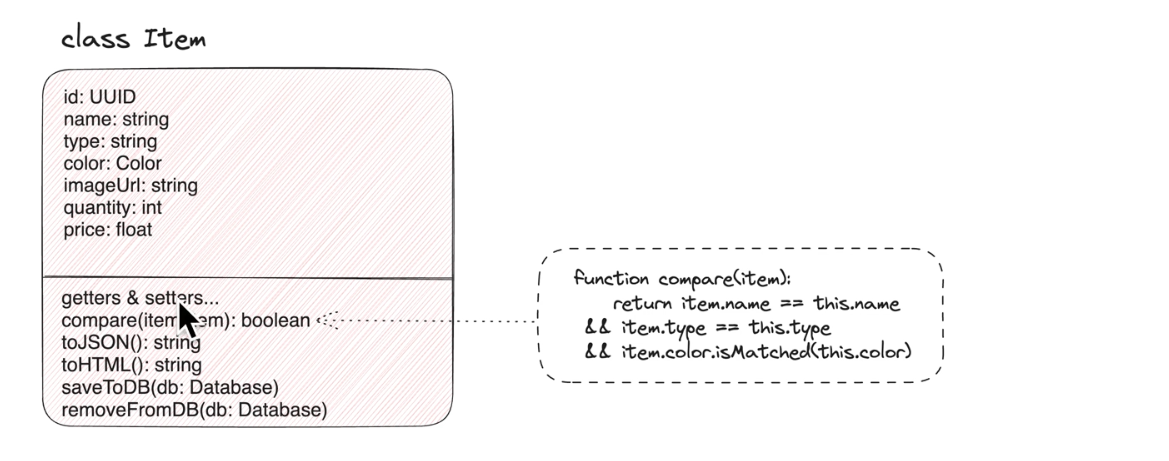 class Item
id: UUID
name: string
type: string
color: Color
imageUrl: string
quantity: int
price: float
getters & setters...
compare(item: Item): boolean
toJSON(): string
toHTML(): string
saveToDB(db: Database)
removeFromDB(db: Database)
function compare(item):
return item.name == this.name
&& item.type == this.type
&& item.color.isMatched(this.color)